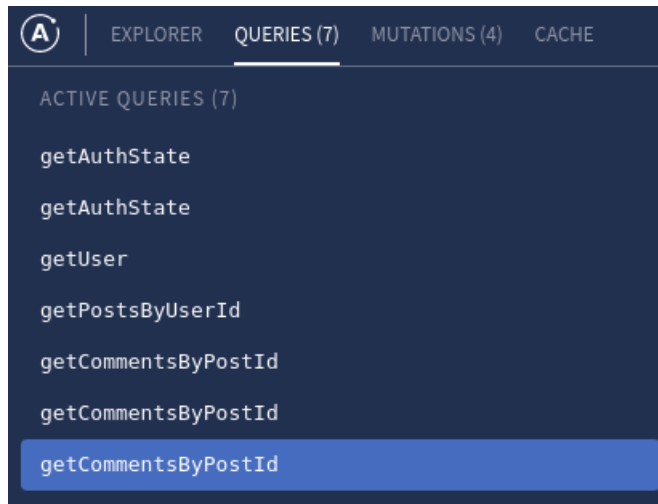 EXPLORER QUERIES (7) MUTATIONS (4) CACHE
ACTIVE QUERIES (7)
getAuthState
getAuthState
getUser
getPostsByUserId
getCommentsByPostId
getCommentsByPostId
getCommentsByPostId